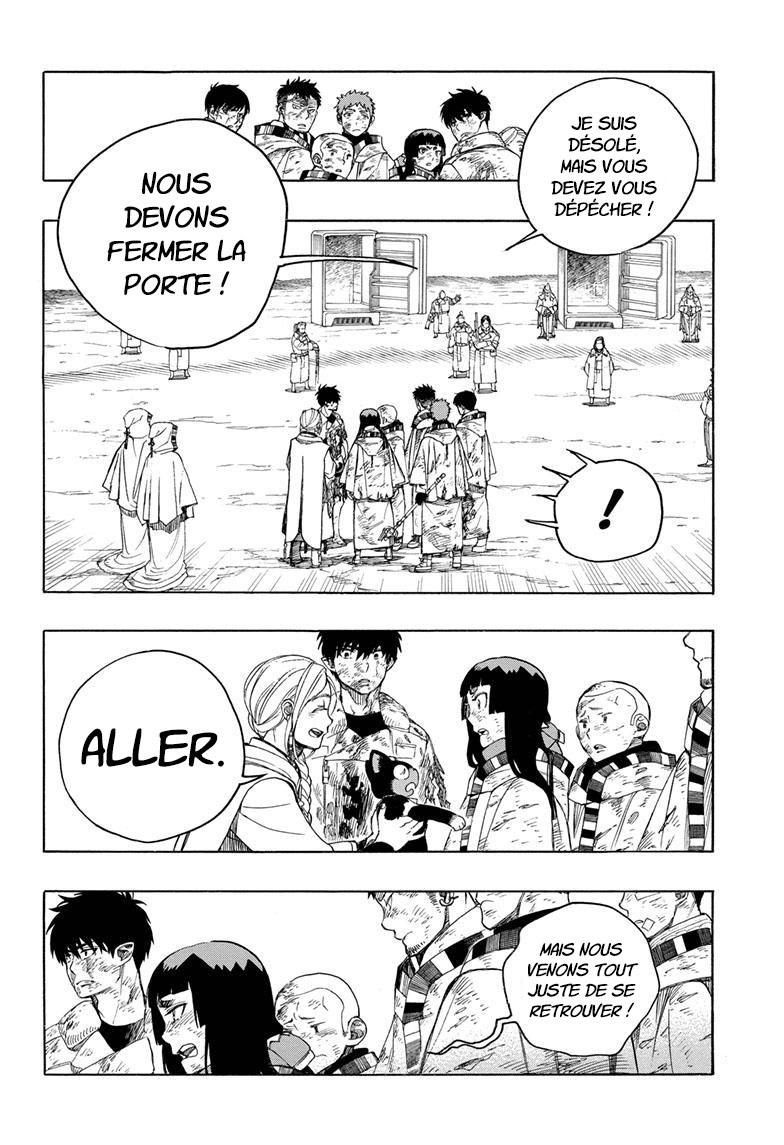 JE SUIS
DÉSOLÉ,
MAIS VOUS
DEVEZ VOUS
DÉPÉCHER !
NOUS
DEVONS
FERMER LA
PORTE !
!
ALLER.
MAIS NOUS
VENONS TOUT
JUSTE DE SE
RETROUVER !